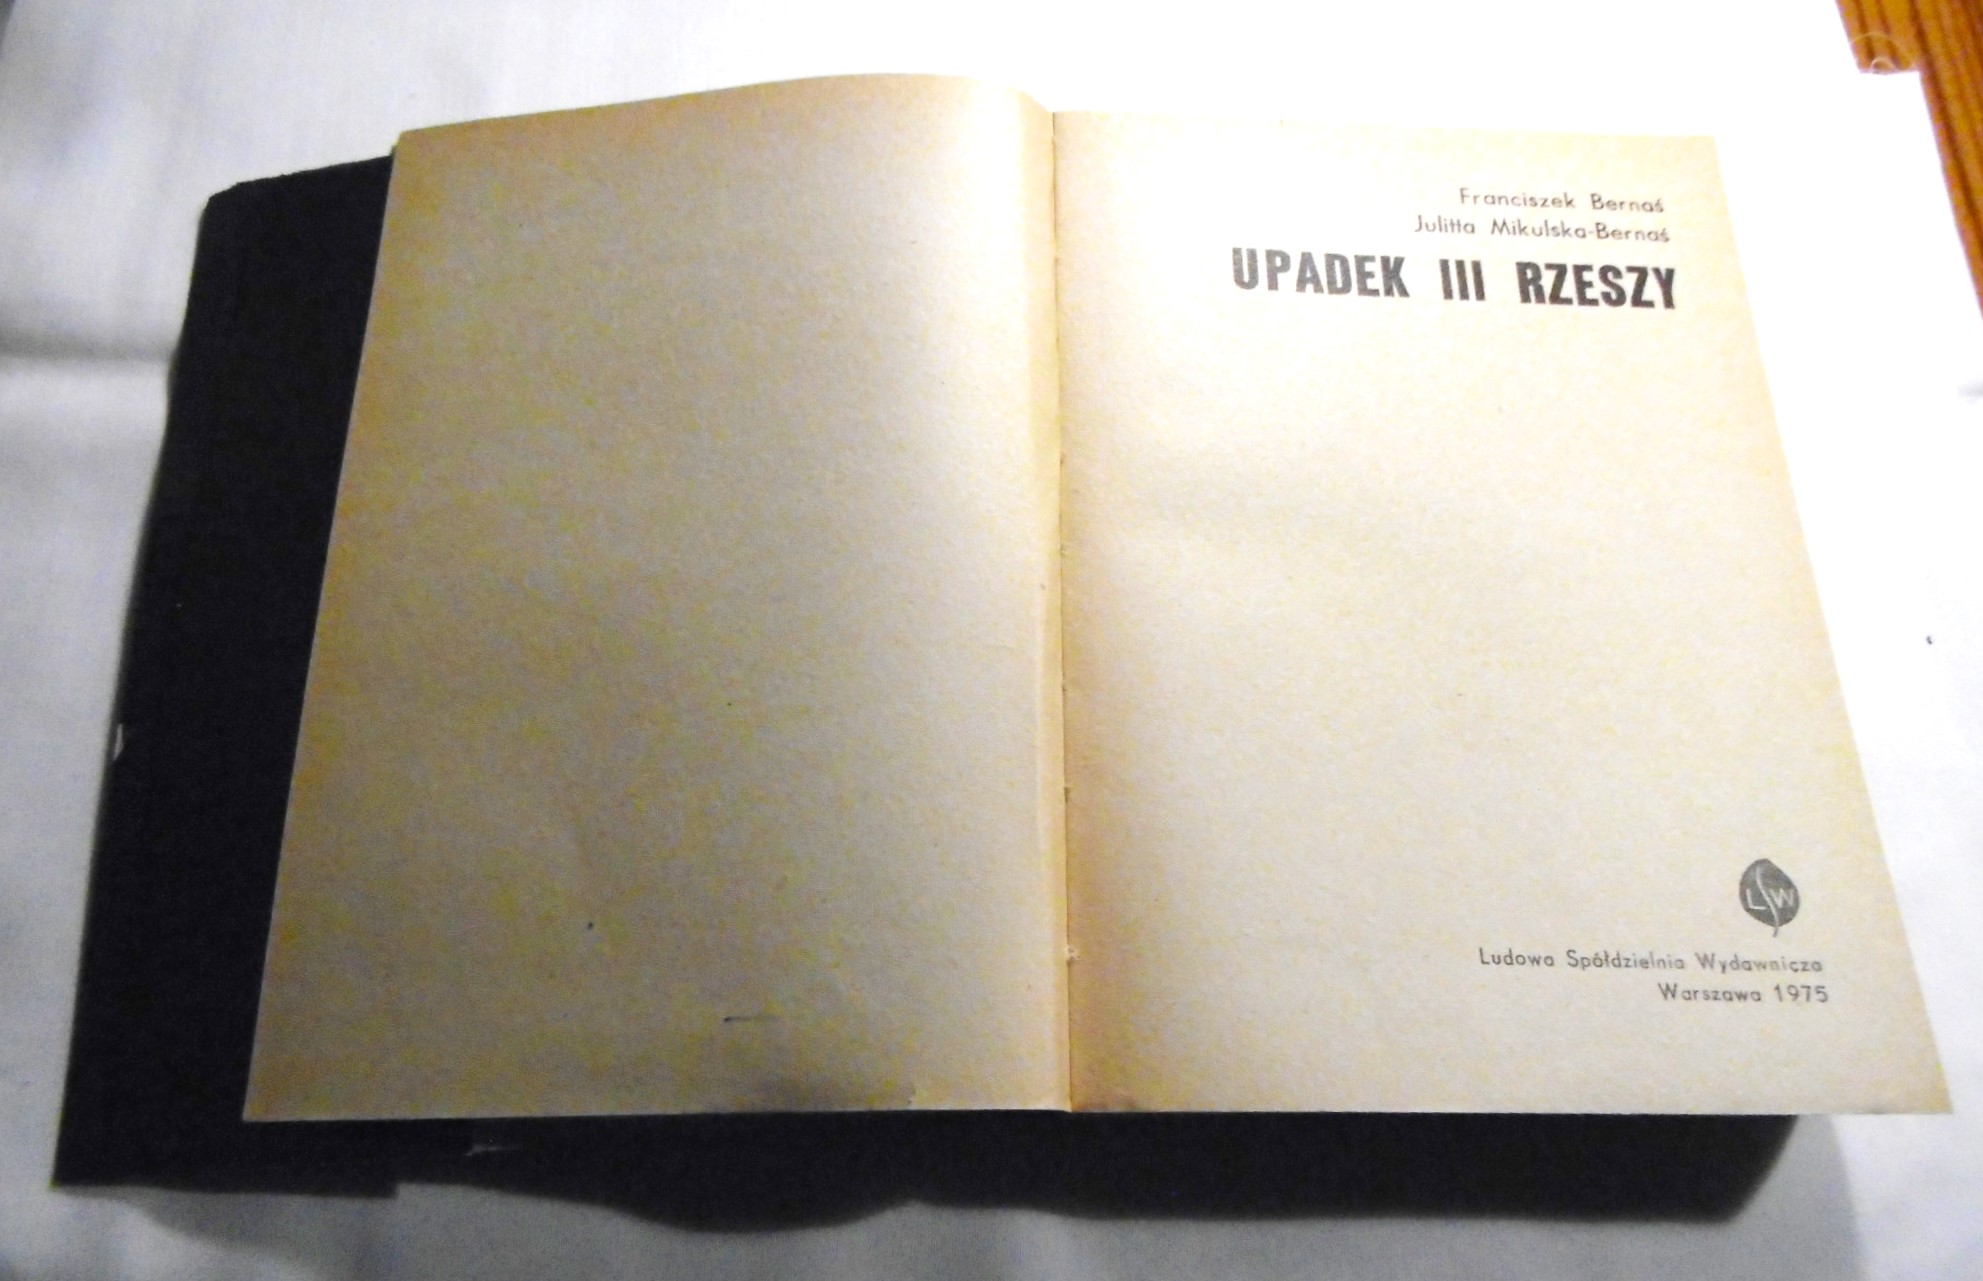 Franciszek Bernaś
Julitta Mikulska-Bernaś
UPADEK III RZESZY
LSW
Ludowa Spółdzielnia Wydawnicza
Warszawa 1975